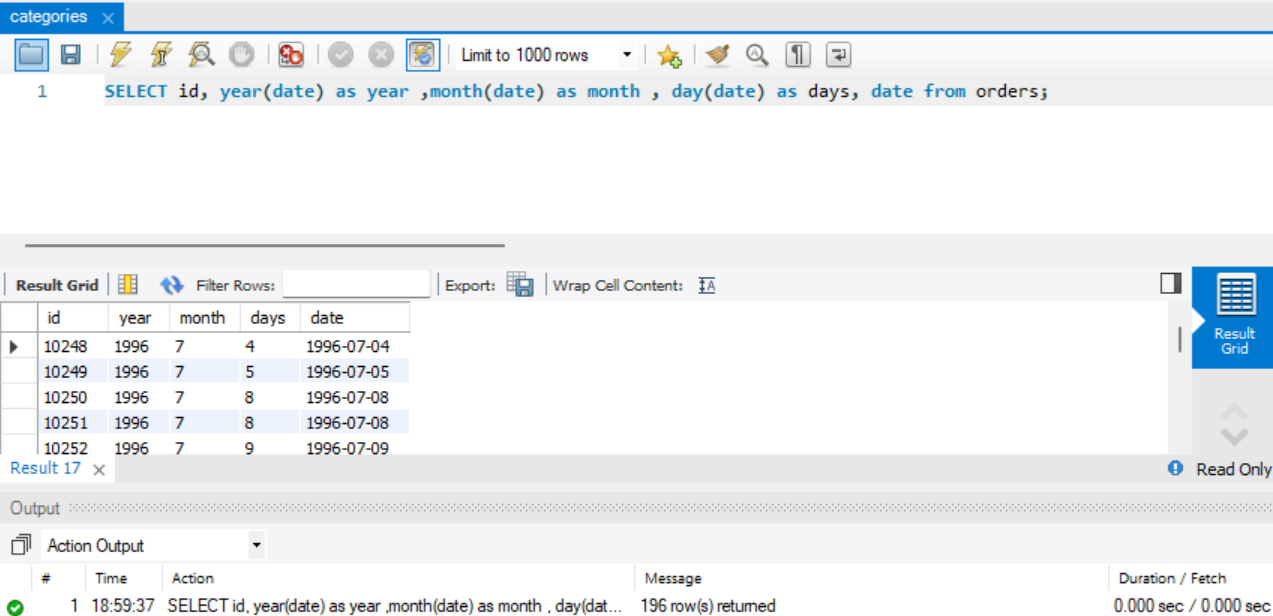 categories
Limit to 1000 rows
1 SELECT id, year(date) as year ,month(date) as month , day(date) as days, date from orders;
Result Grid Filter Rows: Export: Wrap Cell Content:
id year month days date
10248 1996 7 4 1996-07-04
10249 1996 7 5 1996-07-05
10250 1996 7 8 1996-07-08
10251 1996 7 8 1996-07-08
10252 1996 7 9 1996-07-09
Result
Grid
Result 17 Read Only
Output
Action Output
# Time Action Message Duration / Fetch
1 18:59:37 SELECT id, year(date) as year ,month(date) as month , day(dat... 196 row(s) returned 0.000 sec / 0.000 sec